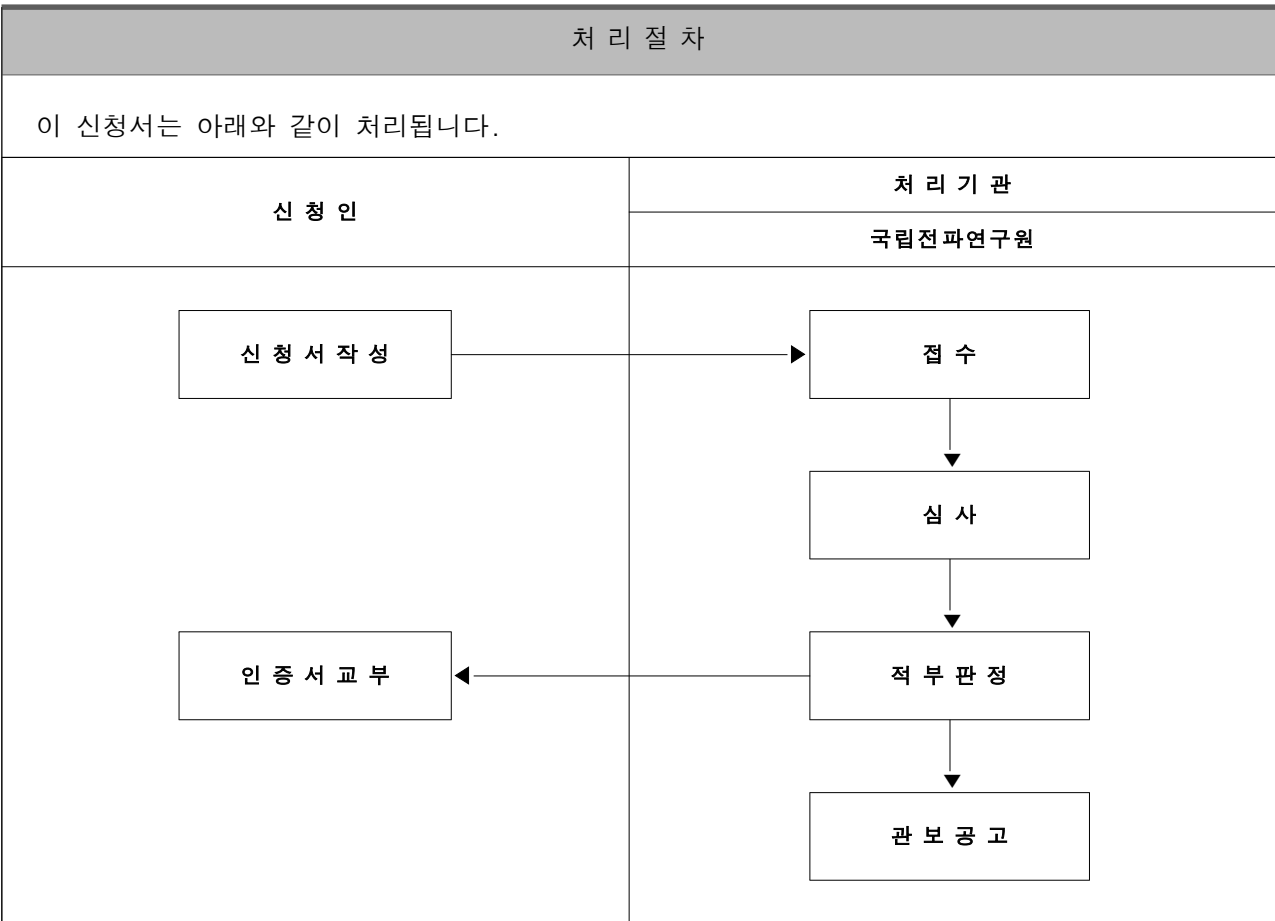 처 리 절 차
이 신청서는 아래와 같이 처리됩니다.
신 청 인
처 리 기 관
국립전파연구원
신 청 서 작 성
접 수
심 사
인 증 서 교 부
적 부 판 정
관 보 공 고